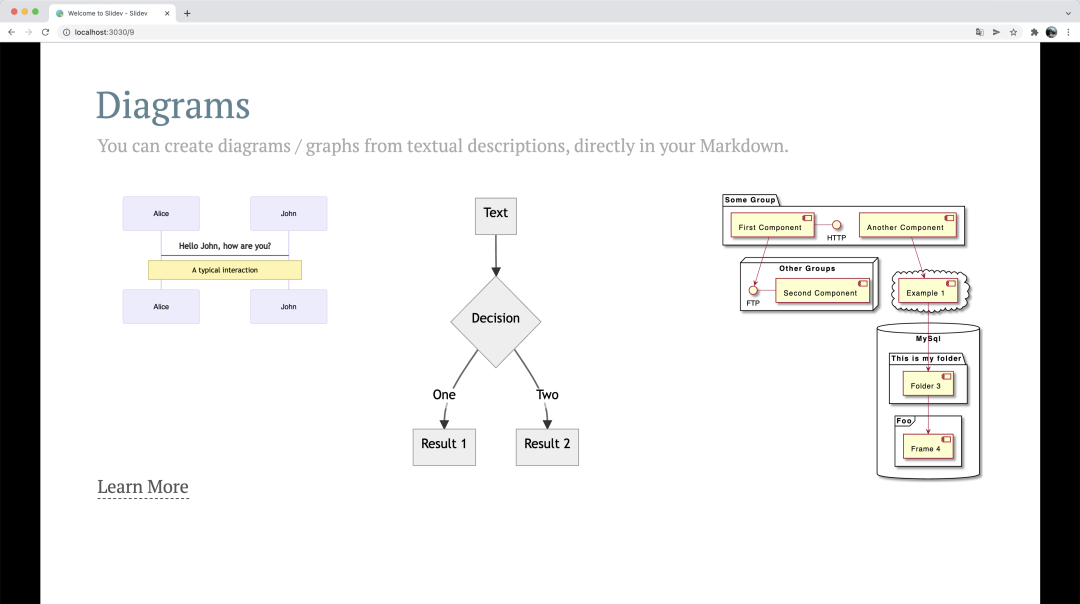 Welcome to Slidev - Slidev
localhost:3030/9
Diagrams
You can create diagrams / graphs from textual descriptions, directly in your Markdown.
Alice
John
Hello John, how are you?
A typical interaction
Alice
John
Text
Decision
One
Two
Result 1
Result 2
Some Group
First Component
HTTP
Another Component
Other Groups
FTP
Second Component
Example 1
MySql
This is my folder
Folder 3
Foo
Frame 4
Learn More